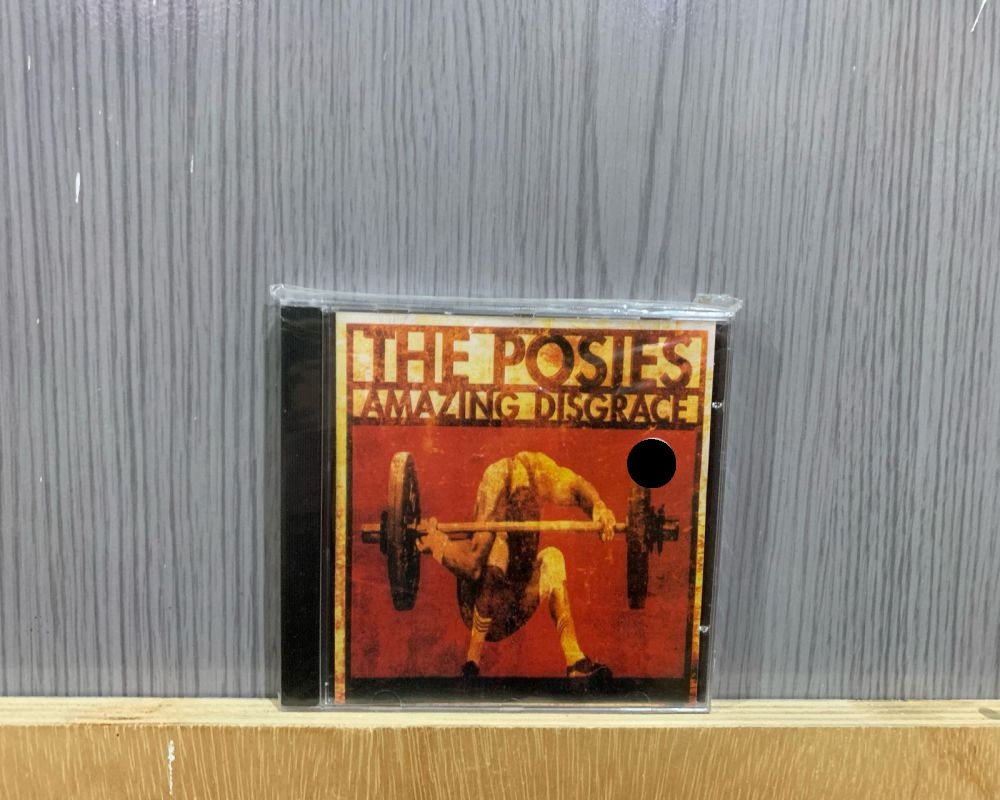 THE POSIES
AMAZING DISGRACE